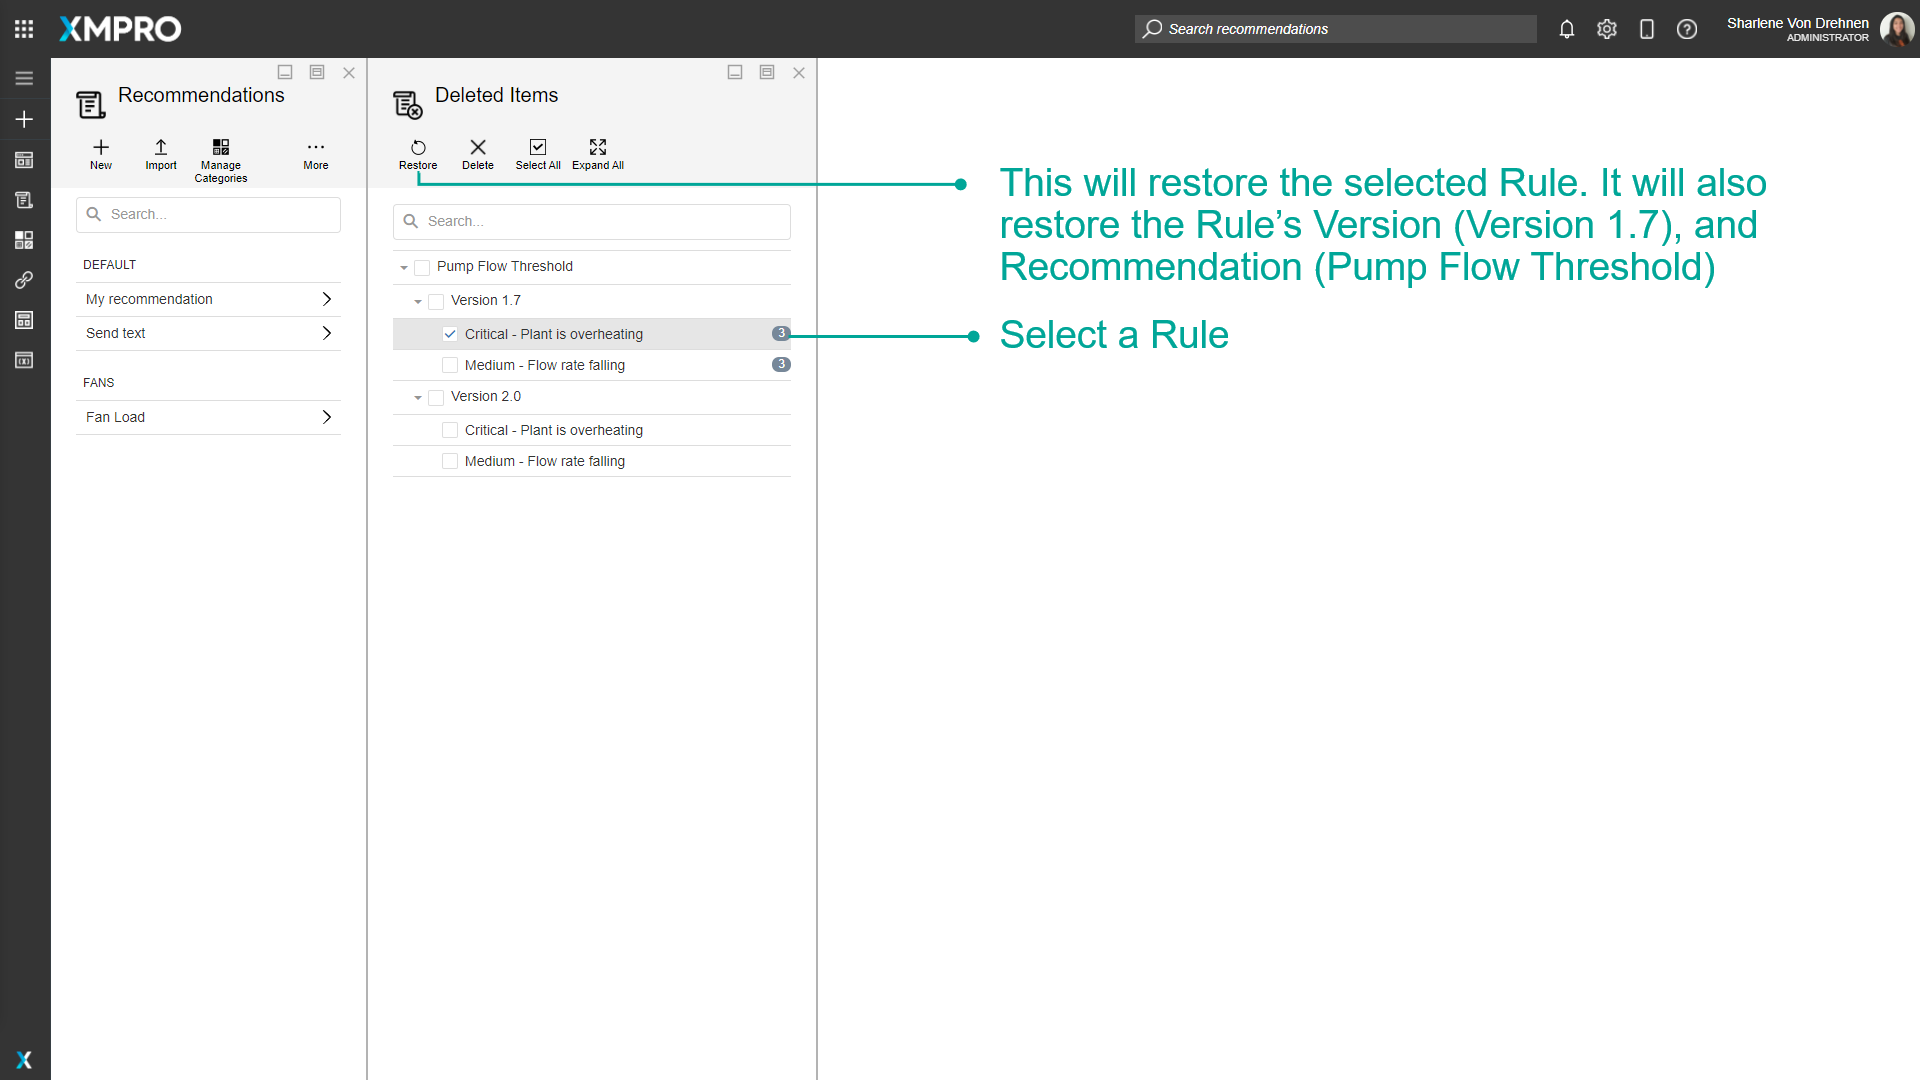 XMPRO
Search recommendations
Sharlene Von Drehnen
ADMINISTRATOR
Recommendations
New
Import
Manage
Categories
More
Search...
DEFAULT
My recommendation
Send text
FANS
Fan Load
Deleted Items
Restore
Delete
Select All
Expand All
Search...
Pump Flow Threshold
Version 1.7
Critical - Plant is overheating 3
Medium - Flow rate falling 3
Version 2.0
Critical - Plant is overheating
Medium - Flow rate falling
This will restore the selected Rule. It will also
restore the Rule’s Version (Version 1.7), and
Recommendation (Pump Flow Threshold)
Select a Rule